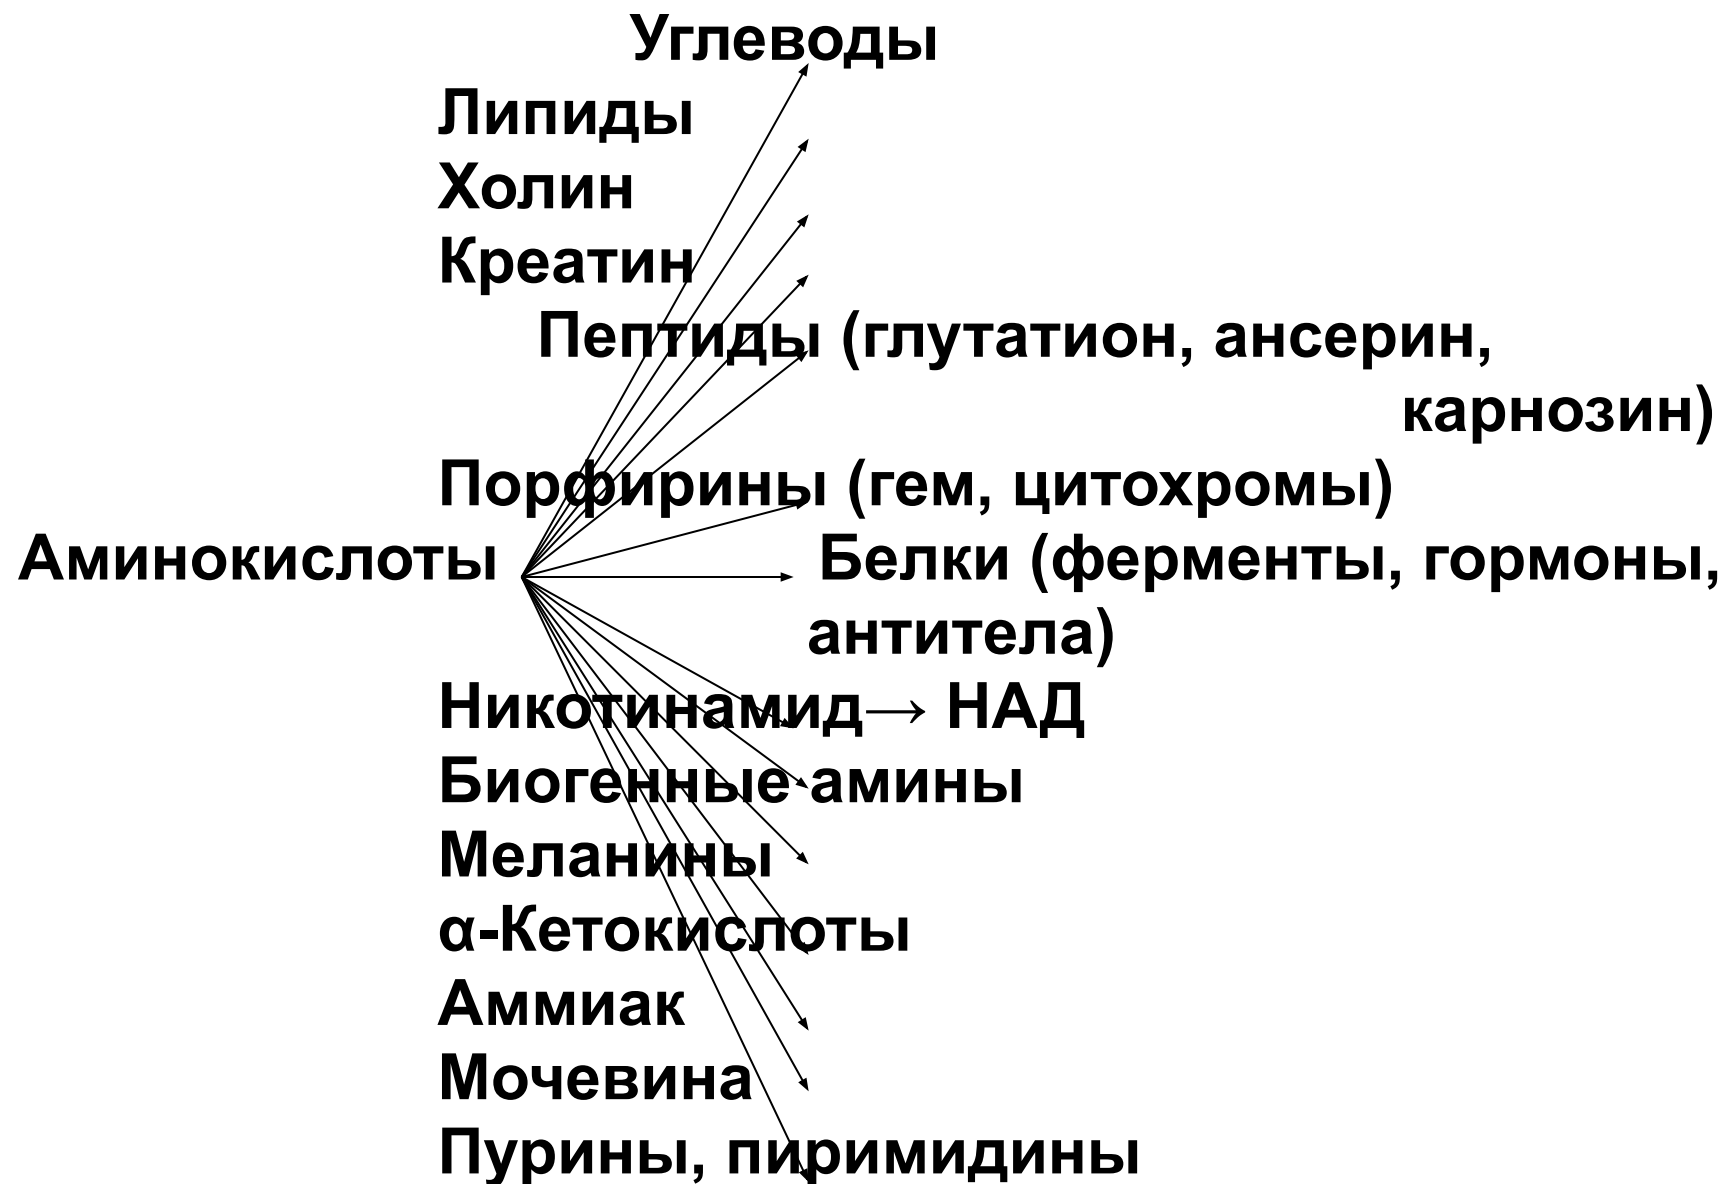 Углеводы
Липиды
Холин
Креатин
Пептиды (глутатион, ансерин,
карнозин)
Порфирины (гем, цитохромы)
Аминокислоты Белки (ферменты, гормоны,
антитела)
Никотинамид→ НАД
Биогенные амины
Меланины
α-Кетокислоты
Аммиак
Мочевина
Пурины, пиримидины